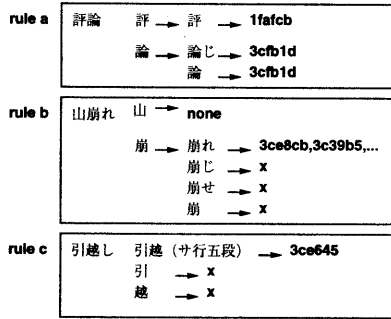 rule a 評論 評 → 評 → 1fafcb
論 → 論じ → 3cfb1d
論 → 3cfb1d
rule b 山崩れ 山 → none
崩 → 崩れ → 3ce8cb,3c39b5,...
崩じ → x
崩せ → x
崩 → x
rule c 引越し 引越(サ行五段) → 3ce645
引 → x
越 → x